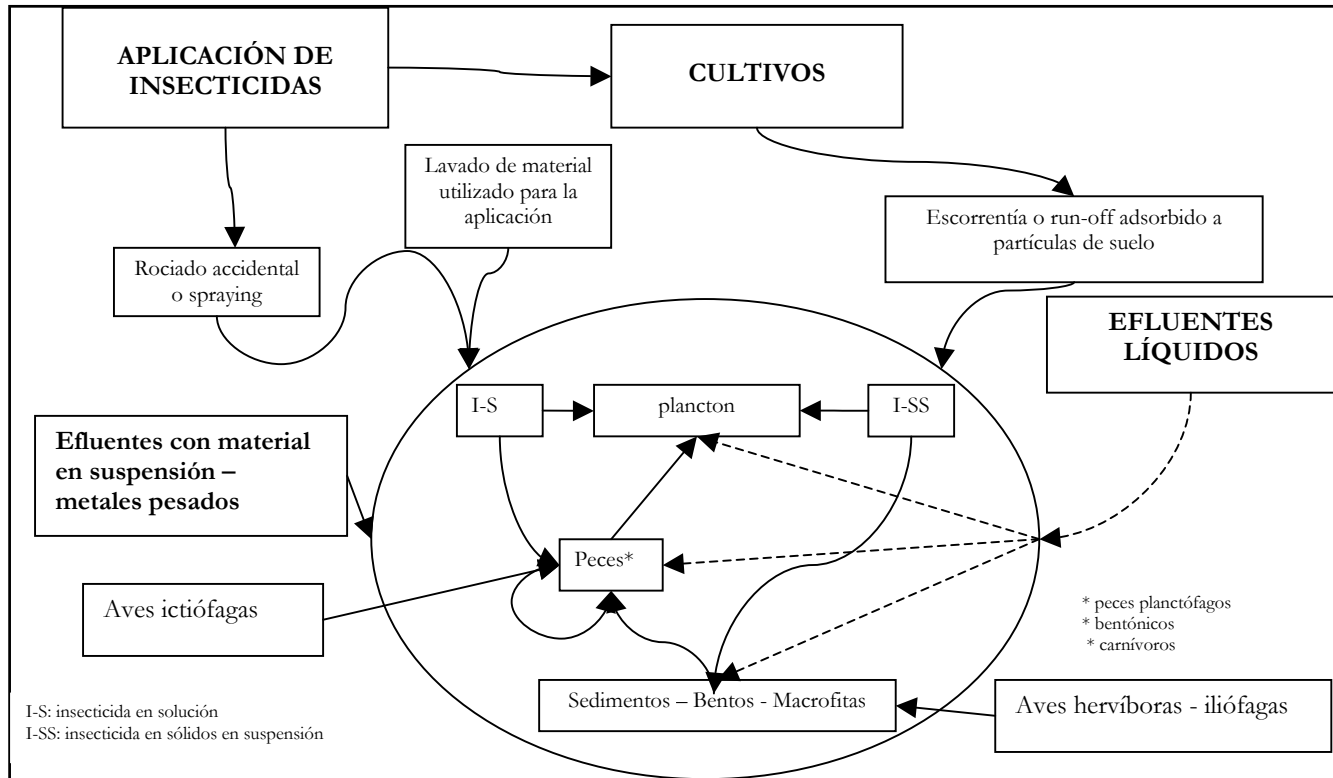 APLICACIÓN DE
INSECTICIDAS
CULTIVOS
Lavado de material
utilizado para la
aplicación
Escorrentía o run-off adsorbido a
partículas de suelo
Rociado accidental
o spraying
EFLUENTES
LÍQUIDOS
I-S
plancton
I-SS
Efluentes con material
en suspensión –
metales pesados
Peces*
Aves ictiófagas
* peces planctófagos
* bentónicos
* carnívoros
Sedimentos – Bentos - Macrofitas
Aves hervíboras - iliófagas
I-S: insecticida en solución
I-SS: insecticida en sólidos en suspensión